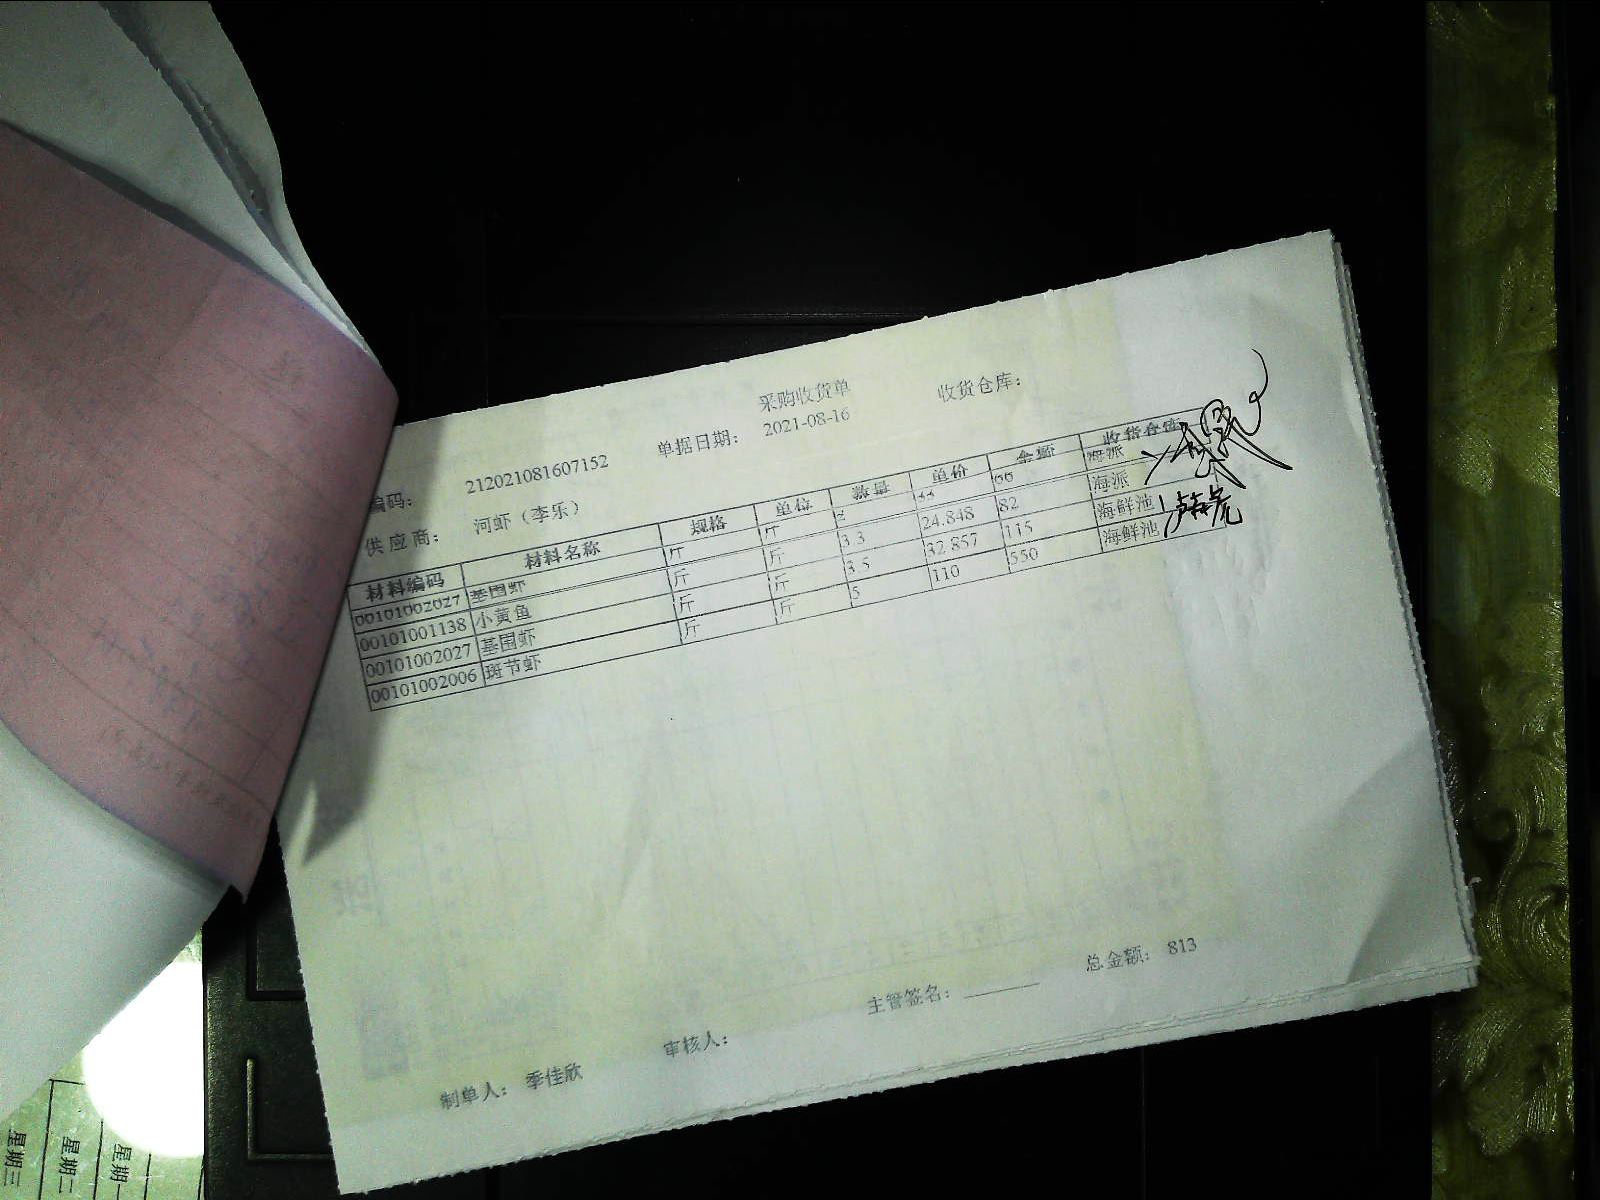 采购收货单
编码： 212021081607152 单据日期： 2021-08-16 收货仓库：
供应商： 河虾（李乐）
材料编码 材料名称 规格 单位 数量 单价 金额 收货仓库
00101002027 基围虾 斤 斤 2 33 66 海派
00101001138 小黄鱼 斤 斤 3.3 24.848 82 海派
00101002027 基围虾 斤 斤 3.5 32.857 115 海鲜池
00101002006 斑节虾 斤 斤 5 110 550 海鲜池
总金额： 813
制单人： 季佳欣 审核人： 主管签名：
星期一
星期二
星期三